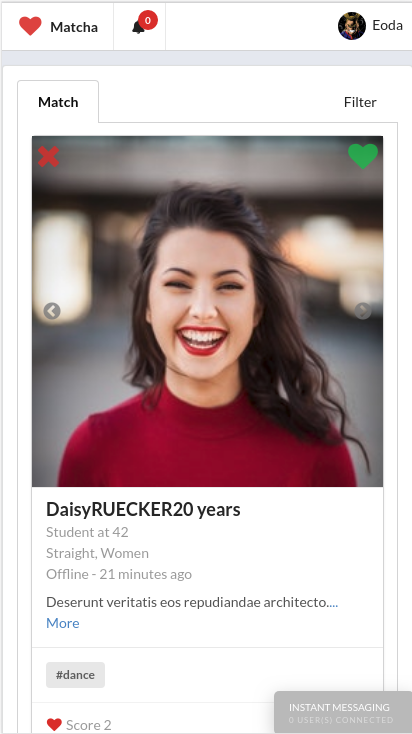 Matcha
0
Eoda
Match
Filter
DaisyRUECKER20 years
Student at 42
Straight, Women
Offline - 21 minutes ago
Deserunt veritatis eos repudiandae architecto....
More
#dance
Score 2
INSTANT MESSAGING
0 USER(S) CONNECTED